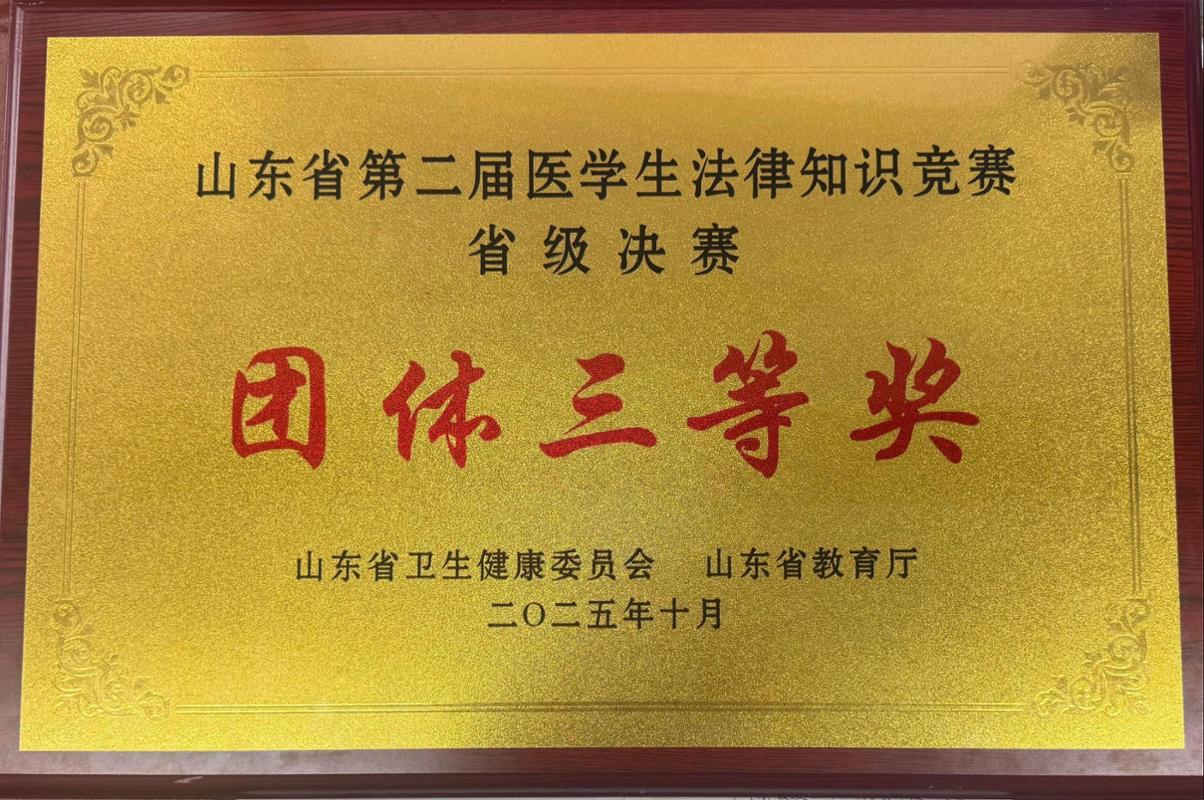 山东省第二届医学生法律知识竞赛
省级决赛
团体三等奖
山东省卫生健康委员会 山东省教育厅
二〇二五年十月